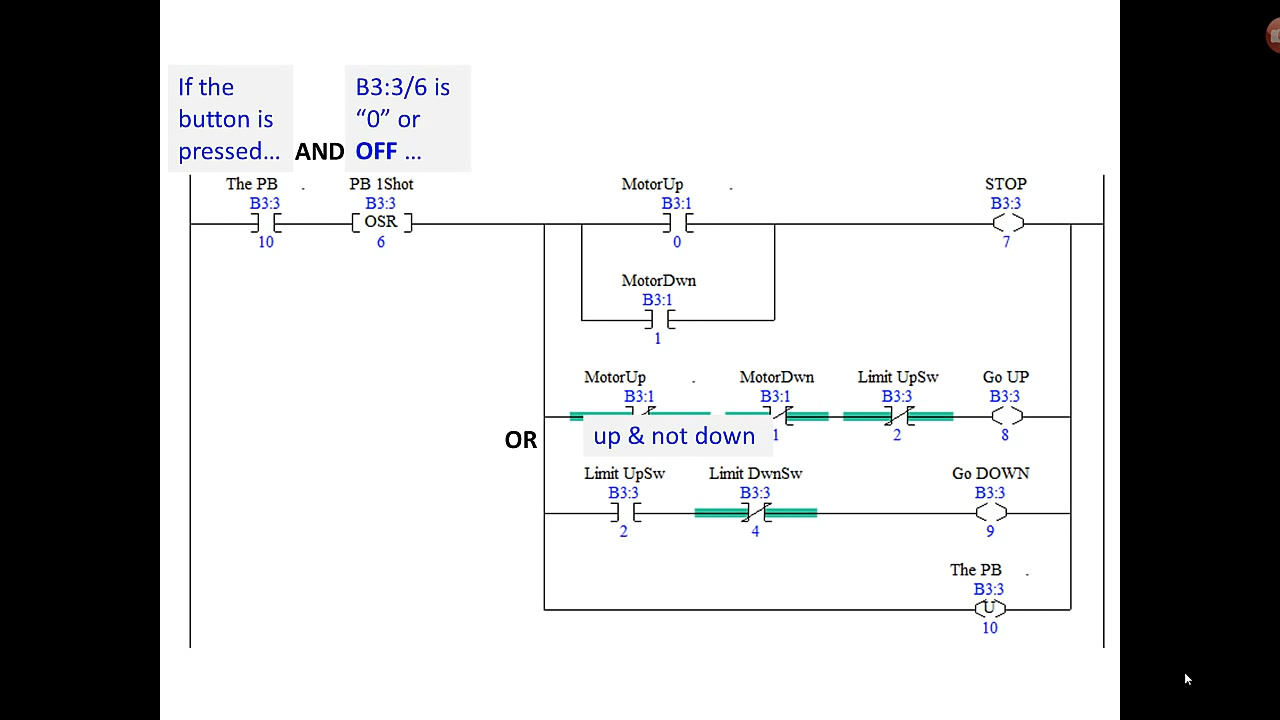 If the
button is
pressed…
AND
B3:3/6 is
“0” or
OFF …
The PB .
B3:3
10
PB 1Shot
B3:3
OSR
6
MotorUp .
B3:1
0
STOP
B3:3
7
MotorDwn
B3:1
1
MotorUp .
B3:1
MotorDwn
B3:1
1
Limit UpSw
B3:3
2
Go UP
B3:3
8
OR
up & not down
Limit UpSw
B3:3
2
Limit DwnSw
B3:3
4
Go DOWN
B3:3
9
The PB .
B3:3
U
10